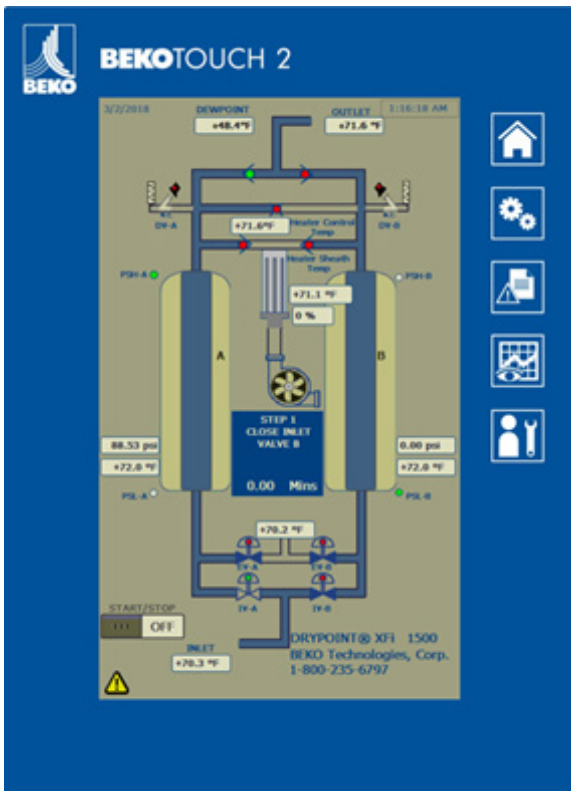 BEKO
BEKOTOUCH 2
3/2/2018
1:16:18 AM
DEWPOINT
+48.4°F
OUTLET
+71.6 °F
N.C.
DV-A
N.C.
DV-B
+71.6°F
Heater Control
Temp
Heater Sheath
Temp
PSH-A
PSH-B
+71.1 °F
0 %
A
B
STEP 1
CLOSE INLET
VALVE B
0.00 Mins
88.53 psi
+72.0 °F
0.00 psi
+72.0 °F
PSL-A
PSL-B
+70.2 °F
EV-A
EV-B
IV-A
IV-B
START/STOP
OFF
INLET
+70.3 °F
DRYPOINT® XFi 1500
BEKO Technologies, Corp.
1-800-235-6797